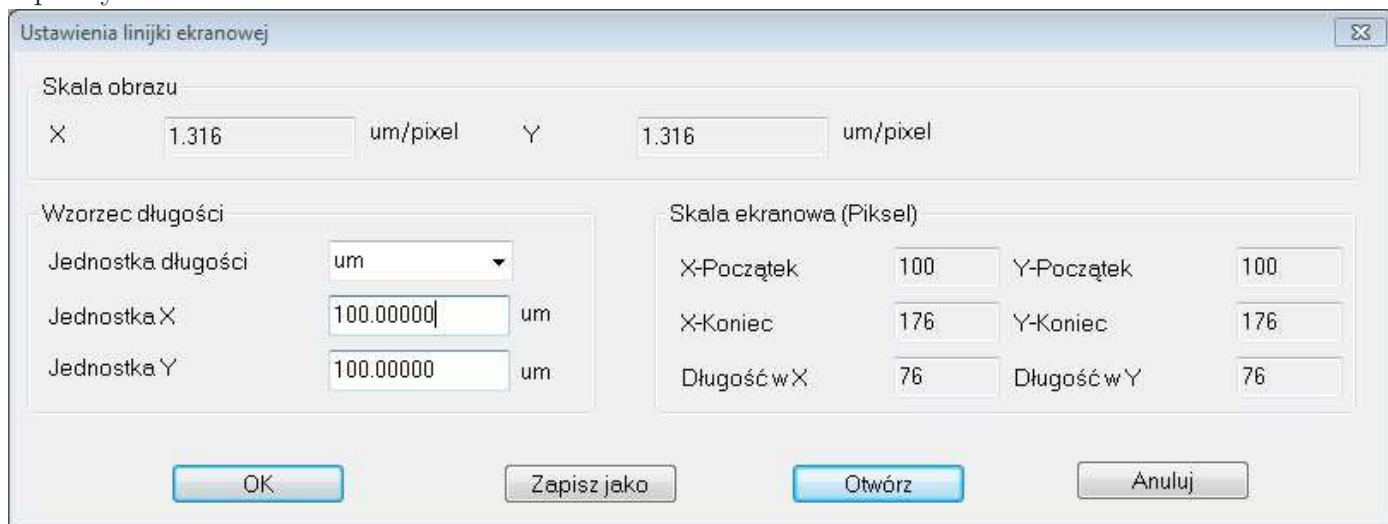 Ustawienia linijki ekranowej
Skala obrazu
X 1.316 um/pixel Y 1.316 um/pixel
Wzorzec długości
Jednostka długości um
Jednostka X 100.00000 um
Jednostka Y 100.00000 um
Skala ekranowa (Piksel)
X-Początek 100 Y-Początek 100
X-Koniec 176 Y-Koniec 176
Długość w X 76 Długość w Y 76
OK Zapisz jako Otwórz Anuluj